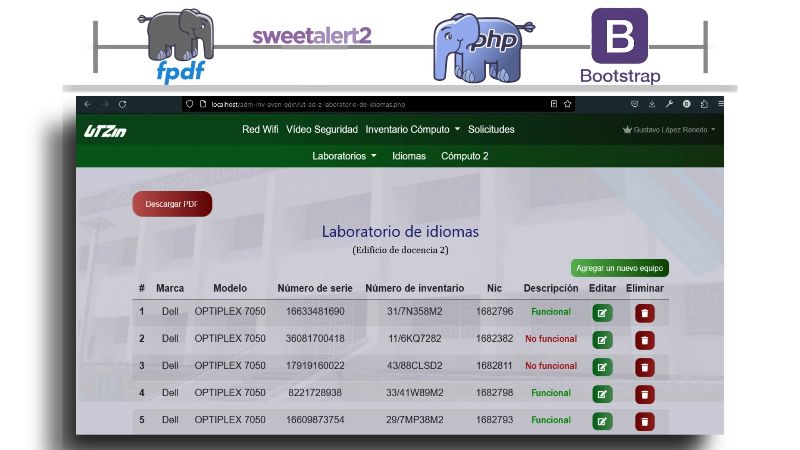 fpdf
sweetalert2
php
B
Bootstrap
localhost/adm-inv-avan-edin/ut-ad-z-laboratorio-de-idiomas.php
UTZin
Red Wifi Vídeo Seguridad Inventario Cómputo Solicitudes
Gustavo López Renedo
Laboratorios Idiomas Cómputo 2
Descargar PDF
Laboratorio de idiomas
(Edificio de docencia 2)
Agregar un nuevo equipo
# Marca Modelo Número de serie Número de inventario Nic Descripción Editar Eliminar
1 Dell OPTIPLEX 7050 16633481690 31/7N358M2 1682796 Funcional
2 Dell OPTIPLEX 7050 36081700418 11/6KQ7282 1682382 No funcional
3 Dell OPTIPLEX 7050 17919160022 43/88CLSD2 1682811 No funcional
4 Dell OPTIPLEX 7050 8221728938 33/41W89M2 1682798 Funcional
5 Dell OPTIPLEX 7050 16609873754 29/7MP38M2 1682793 Funcional